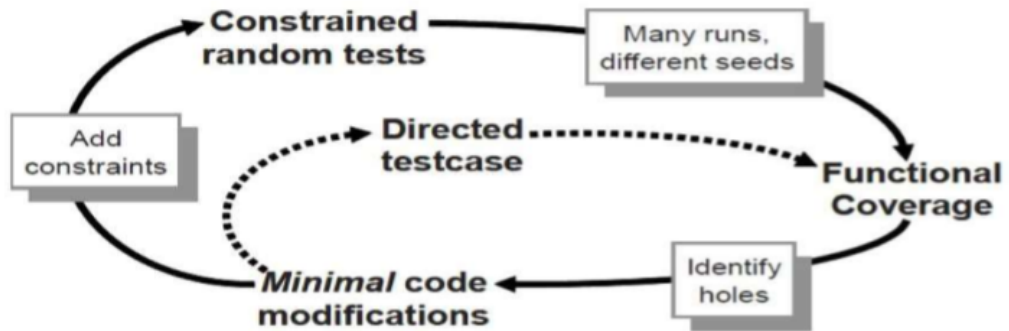 Constrained
random tests
Many runs,
different seeds
Add
constraints
Directed
testcase
Functional
Coverage
Identify
holes
Minimal code
modifications